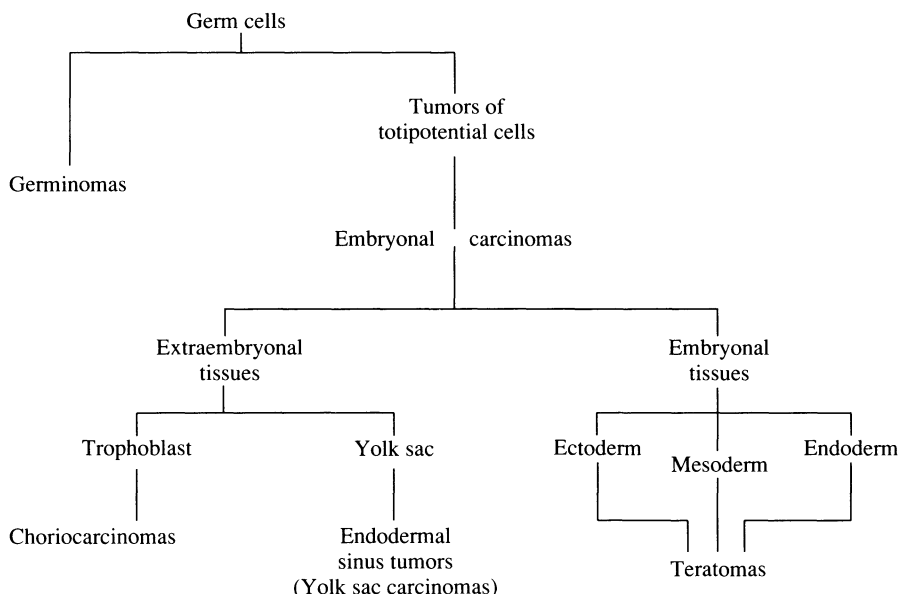 Germ cells
Tumors of
totipotential cells
Germinomas
Embryonal carcinomas
Extraembryonal
tissues
Embryonal
tissues
Trophoblast
Yolk sac
Ectoderm
Mesoderm
Endoderm
Choriocarcinomas
Endodermal
sinus tumors
(Yolk sac carcinomas)
Teratomas